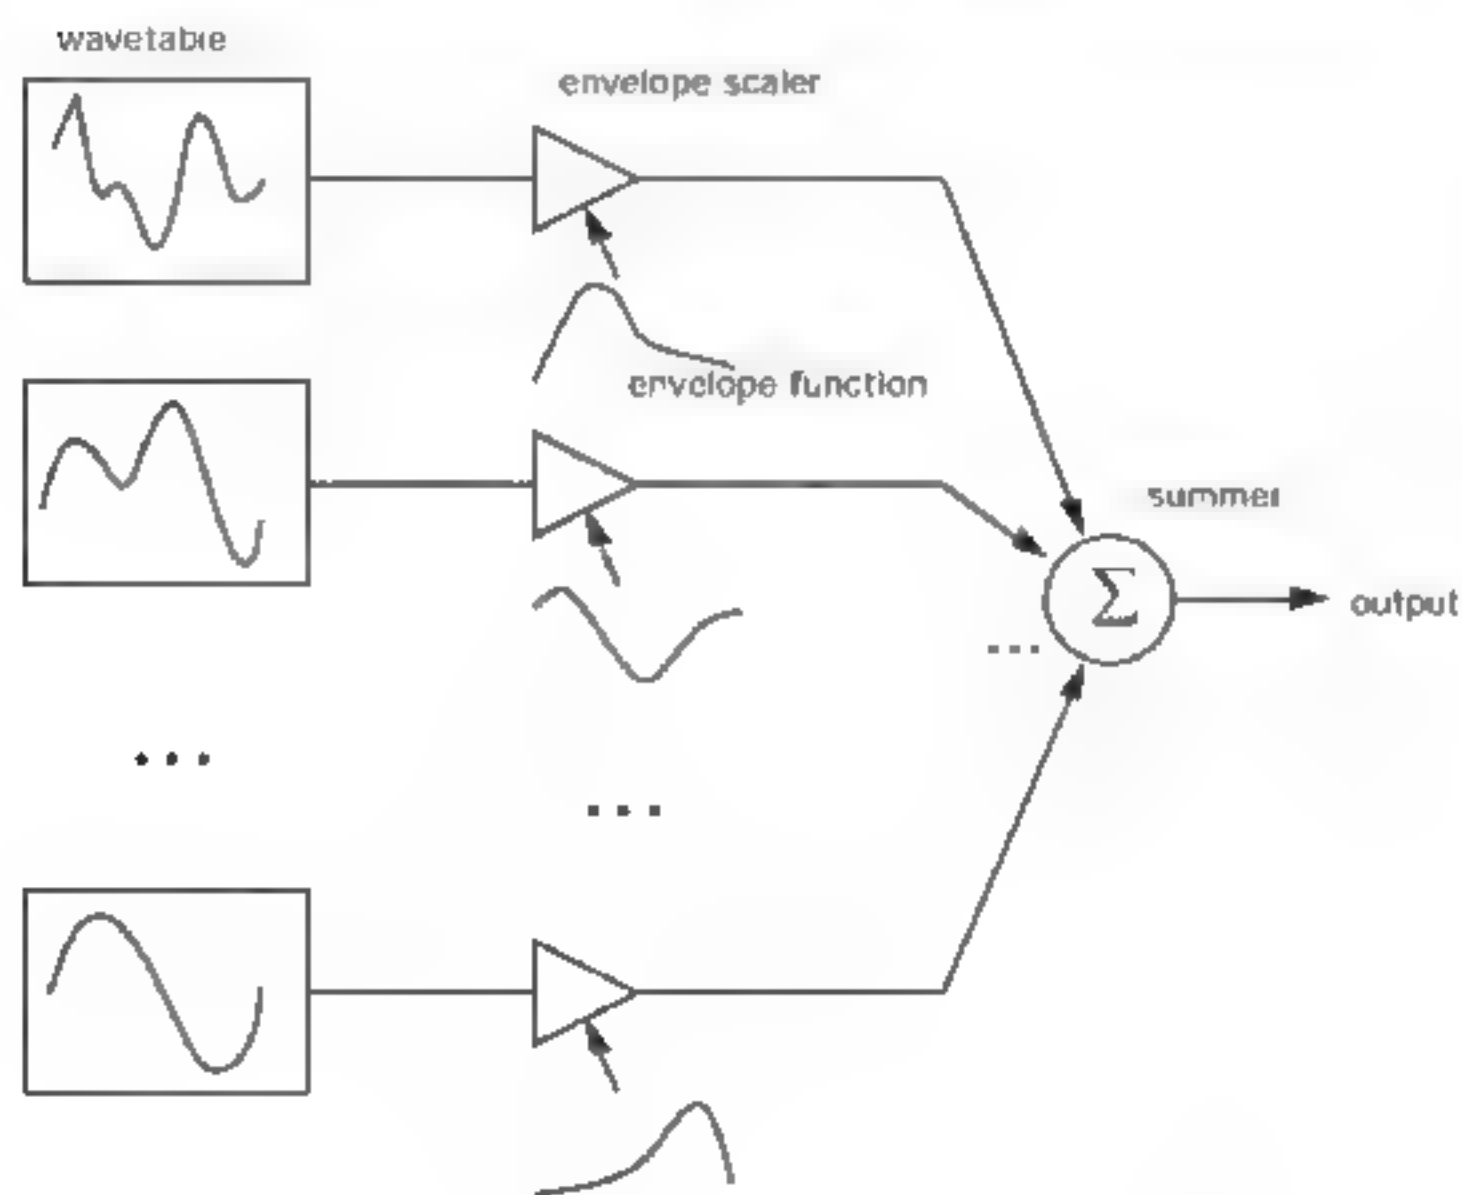 wavetable
envelope scaler
envelope function
summer
Σ
output
...
...
...